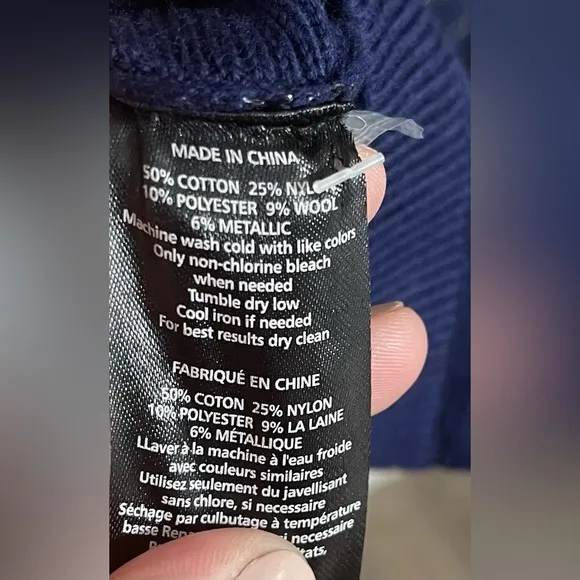 MADE IN CHINA
50% COTTON 25% NYLON
10% POLYESTER 9% WOOL
6% METALLIC
Machine wash cold with like colors
Only non-chlorine bleach
when needed
Tumble dry low
Cool iron if needed
For best results dry clean
FABRIQUÉ EN CHINE
50% COTON 25% NYLON
10% POLYESTER 9% LA LAINE
6% MÉTALLIQUE
LLaver à la machine à l'eau froide
avec couleurs similaires
Utilisez seulement du javellisant
sans chlore, si necessaire
Séchage par culbutage à température
basse si necessaire